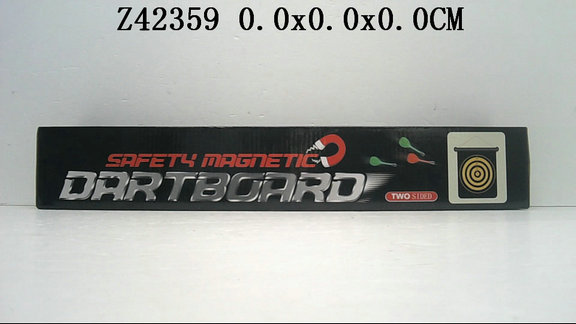 Z42359 0.0x0.0x0.0CM
SAFETY MAGNETIC
DARTBOARD
TWO SIDED